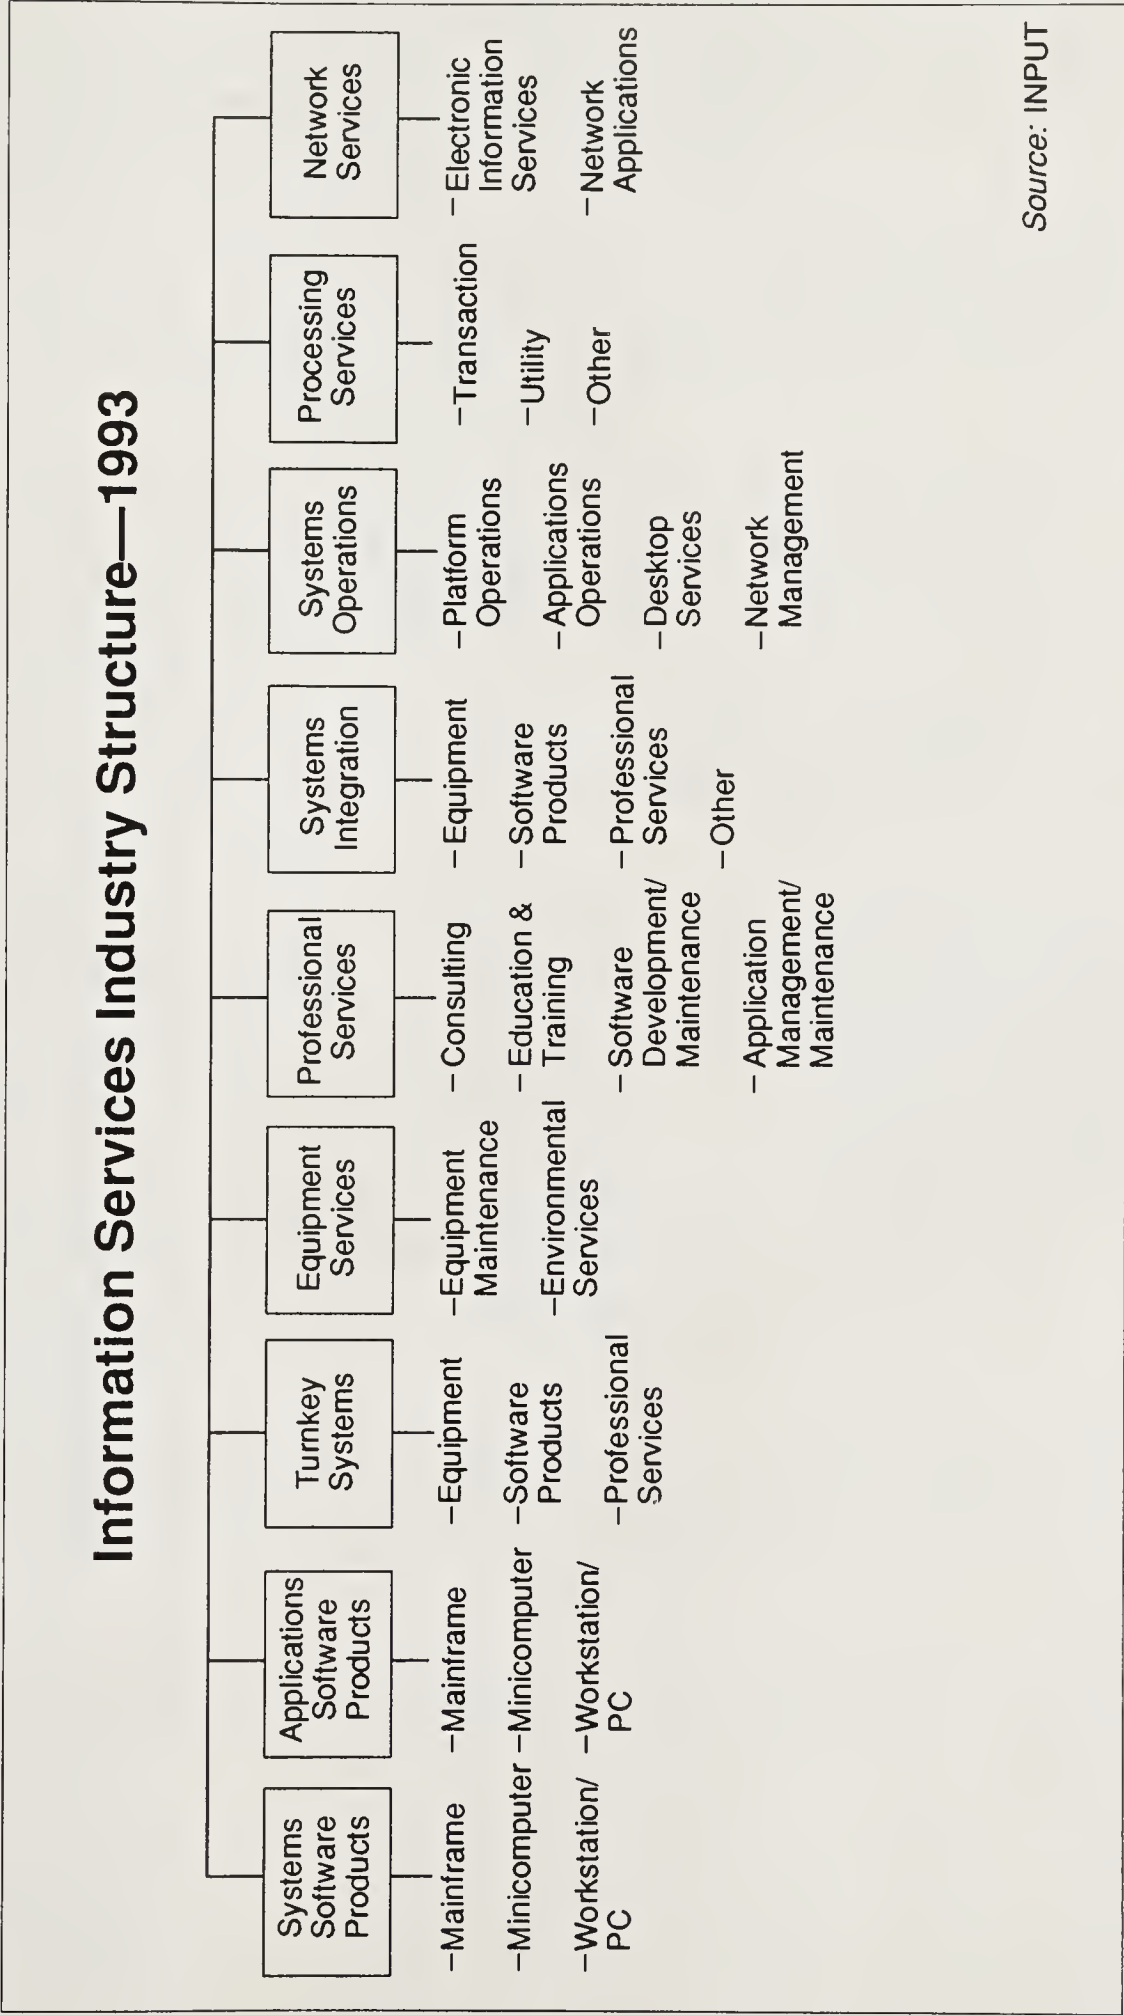 Information Services Industry Structure—1993
Systems
Software
Products
–Mainframe
–Minicomputer
–Workstation/
PC
Applications
Software
Products
–Mainframe
–Minicomputer
–Workstation/
PC
Turnkey
Systems
–Equipment
–Software
Products
–Professional
Services
Equipment
Services
–Equipment
Maintenance
–Environmental
Services
Professional
Services
–Consulting
–Education &
Training
–Software
Development/
Maintenance
–Application
Management/
Maintenance
Systems
Integration
–Equipment
–Software
Products
–Professional
Services
–Other
Systems
Operations
–Platform
Operations
–Applications
Operations
–Desktop
Services
–Network
Management
Processing
Services
–Transaction
–Utility
–Other
Network
Services
–Electronic
Information
Services
–Network
Applications
Source: INPUT